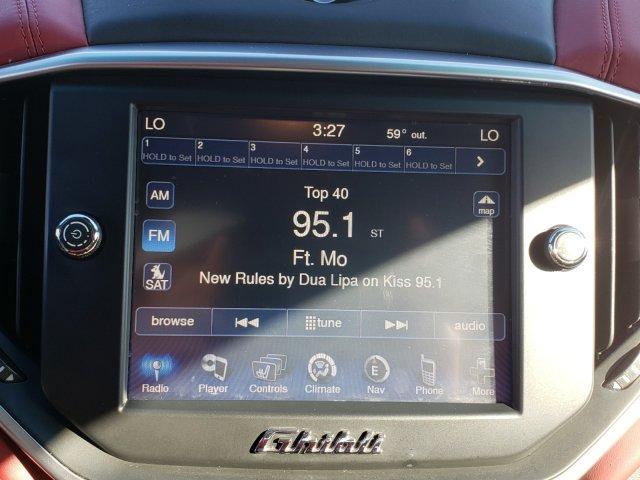 LO 3:27 59° out. LO
1 2 3 4 5 6
HOLD to Set HOLD to Set HOLD to Set HOLD to Set HOLD to Set HOLD to Set >
AM Top 40 map
95.1 ST
FM
Ft. Mo
SAT New Rules by Dua Lipa on Kiss 95.1
browse tune audio
Radio Player Controls Climate E Nav Phone More
Ghibli